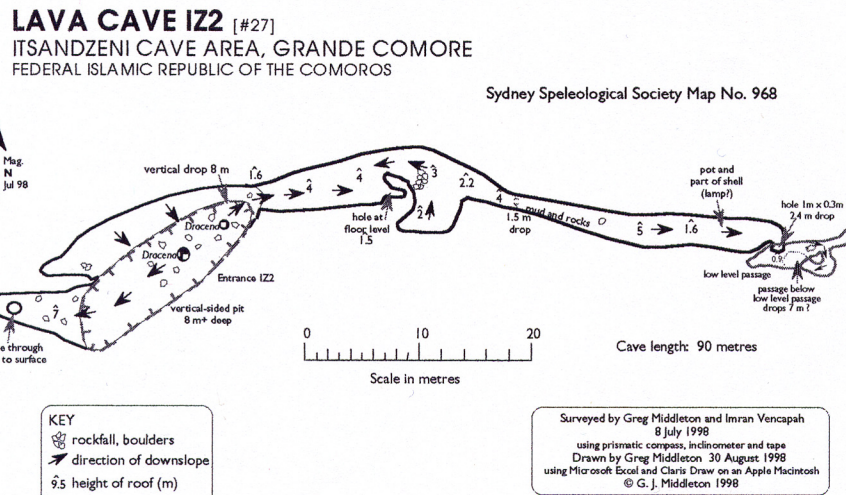 LAVA CAVE IZ2 [#27]
ITSANDZENI CAVE AREA, GRANDE COMORE
FEDERAL ISLAMIC REPUBLIC OF THE COMOROS
Sydney Speleological Society Map No. 968
Mag.
N
Jul 98
vertical drop 8 m
1.6
4
4
3
2.2
4
2
hole at
floor level
1.5
1.5 m
drop
mud and rocks
5
1.6
pot and
part of shell
(lamp?)
hole 1m x 0.3m
2.4 m drop
0.9
low level passage
passage below
low level passage
drops 7 m ?
Dracena
Dracena
Entrance IZ2
vertical-sided pit
8 m+ deep
7
e through
to surface
0 10 20
Scale in metres
Cave length: 90 metres
KEY
rockfall, boulders
direction of downslope
9.5 height of roof (m)
Surveyed by Greg Middleton and Imran Vencapah
8 July 1998
using prismatic compass, inclinometer and tape
Drawn by Greg Middleton 30 August 1998
using Microsoft Excel and Claris Draw on an Apple Macintosh
© G. J. Middleton 1998